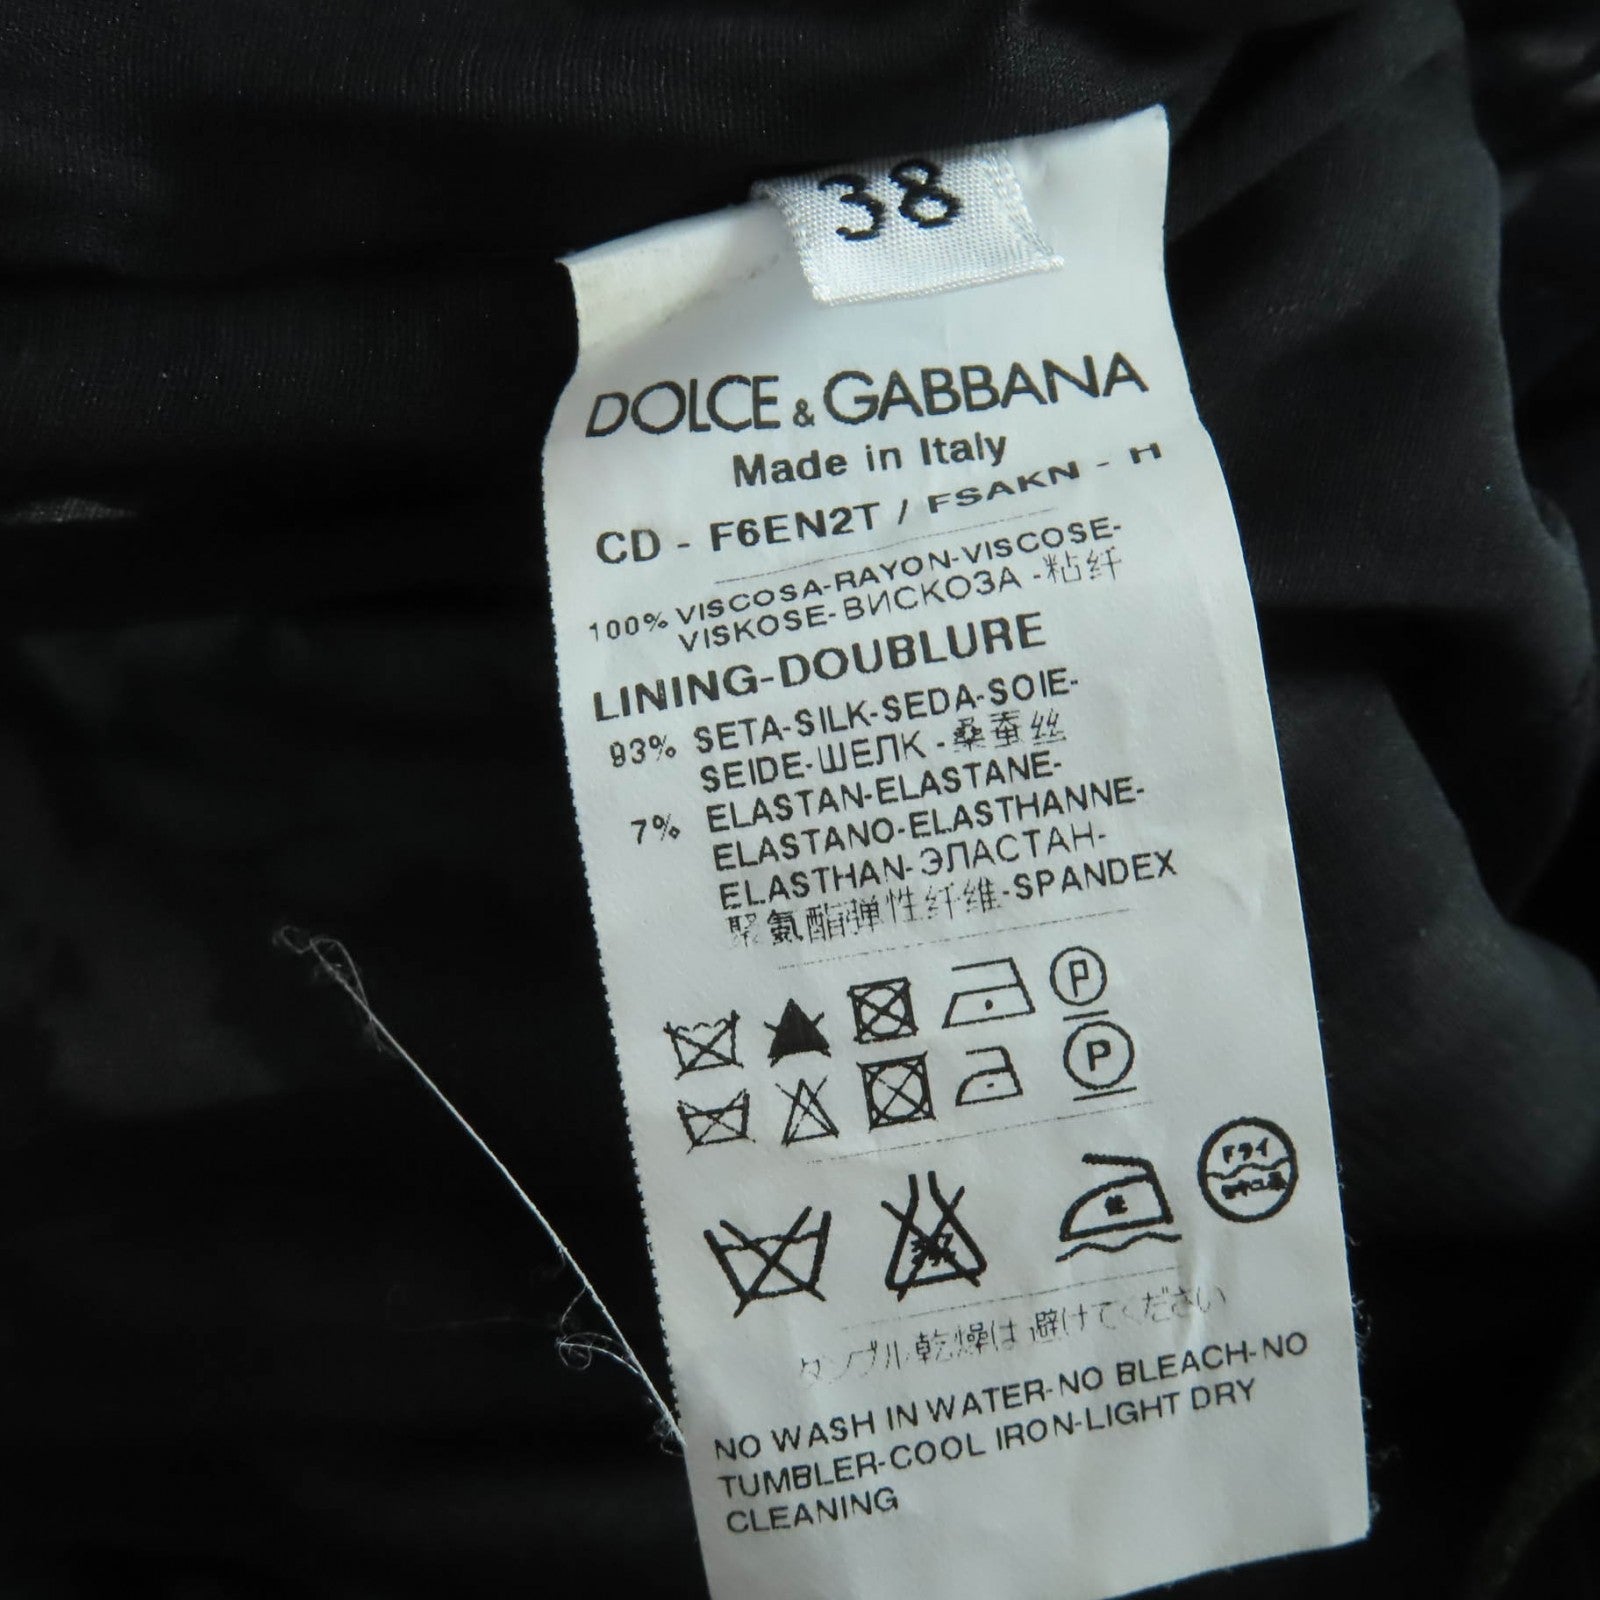 38
DOLCE & GABBANA
Made in Italy
CD - F6EN2T / FSAKN - H
100% VISCOSA-RAYON-VISCOSE-
VISKOSE-ВИСКОЗА -粘纤
LINING-DOUBLURE
93% SETA-SILK-SEDA-SOIE-
SEIDE-ШЕЛК -桑蚕丝
7% ELASTAN-ELASTANE-
ELASTANO-ELASTHANNE-
ELASTHAN-ЭЛАСТАН-
聚氨酯弹性纤维-SPANDEX
P
P
ドライ
タンブル乾燥は避けてください
NO WASH IN WATER-NO BLEACH-NO
TUMBLER-COOL IRON-LIGHT DRY
CLEANING